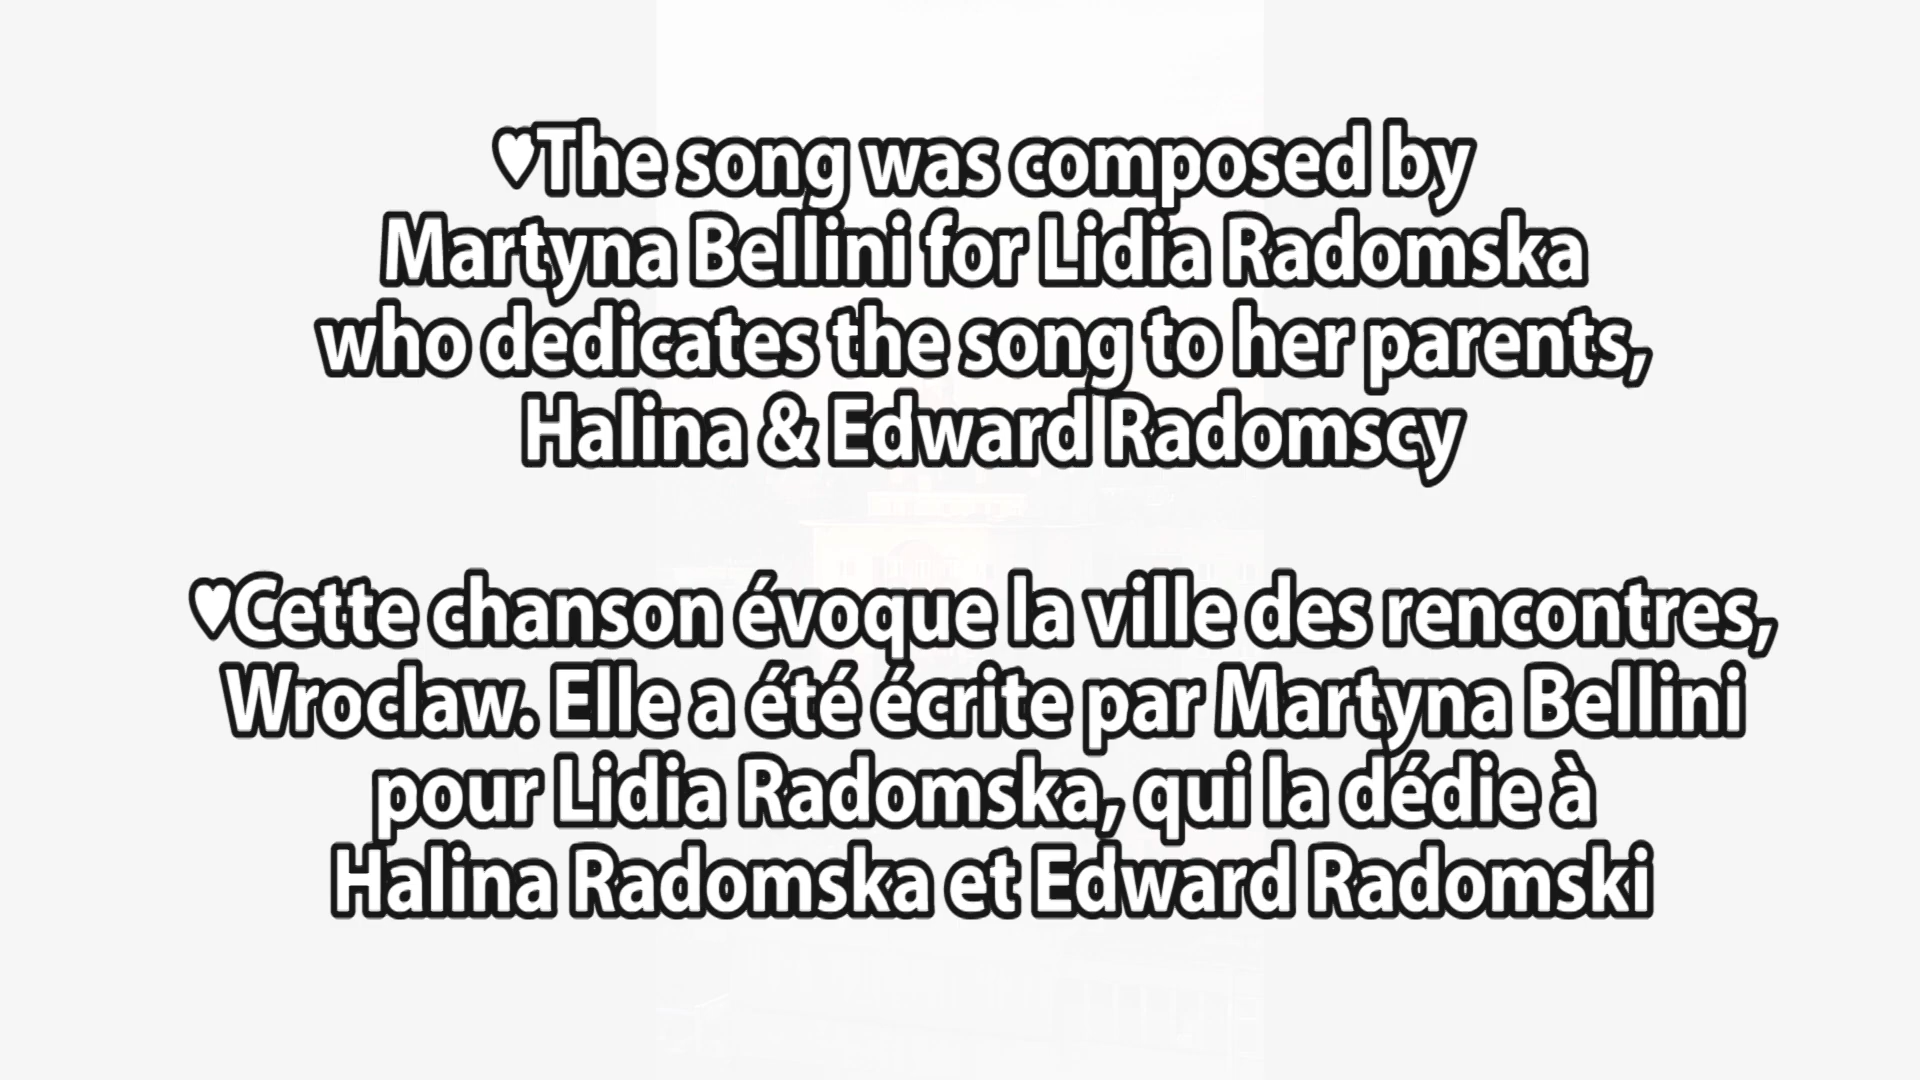 ♥The song was composed by
Martyna Bellini for Lidia Radomska
who dedicates the song to her parents,
Halina & Edward Radomscy
♥Cette chanson évoque la ville des rencontres,
Wroclaw. Elle a été écrite par Martyna Bellini
pour Lidia Radomska, qui la dédie à
Halina Radomska et Edward Radomski